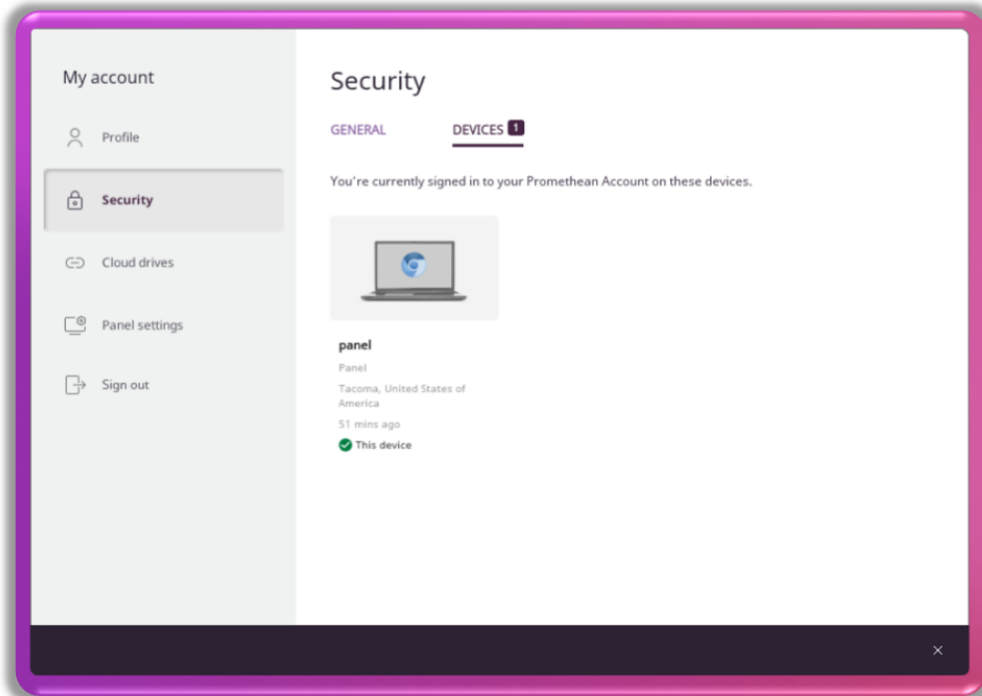 My account
Profile
Security
Cloud drives
Panel settings
Sign out
Security
GENERAL
DEVICES 1
You're currently signed in to your Promethean Account on these devices.
panel
Panel
Tacoma, United States of
America
51 mins ago
This device